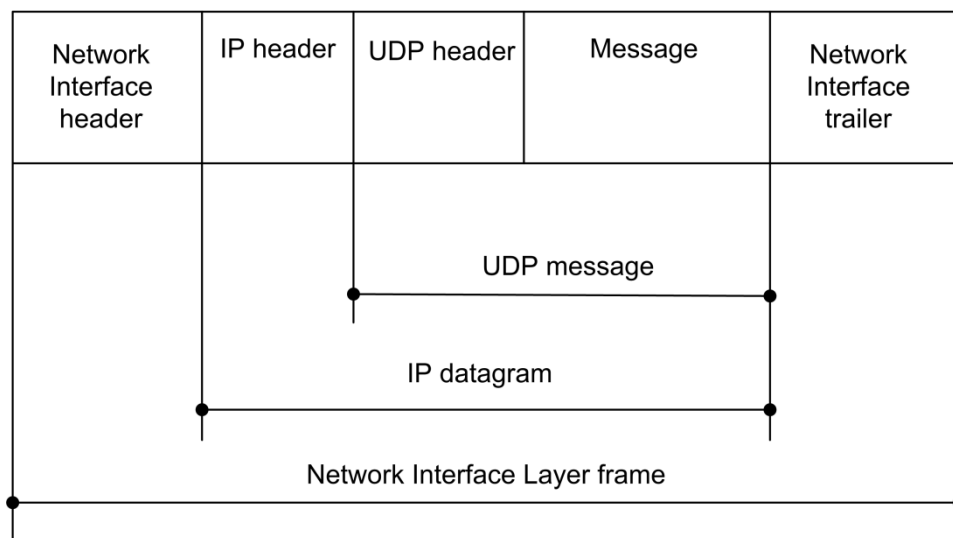 Network
Interface
header
IP header
UDP header
Message
Network
Interface
trailer
UDP message
IP datagram
Network Interface Layer frame